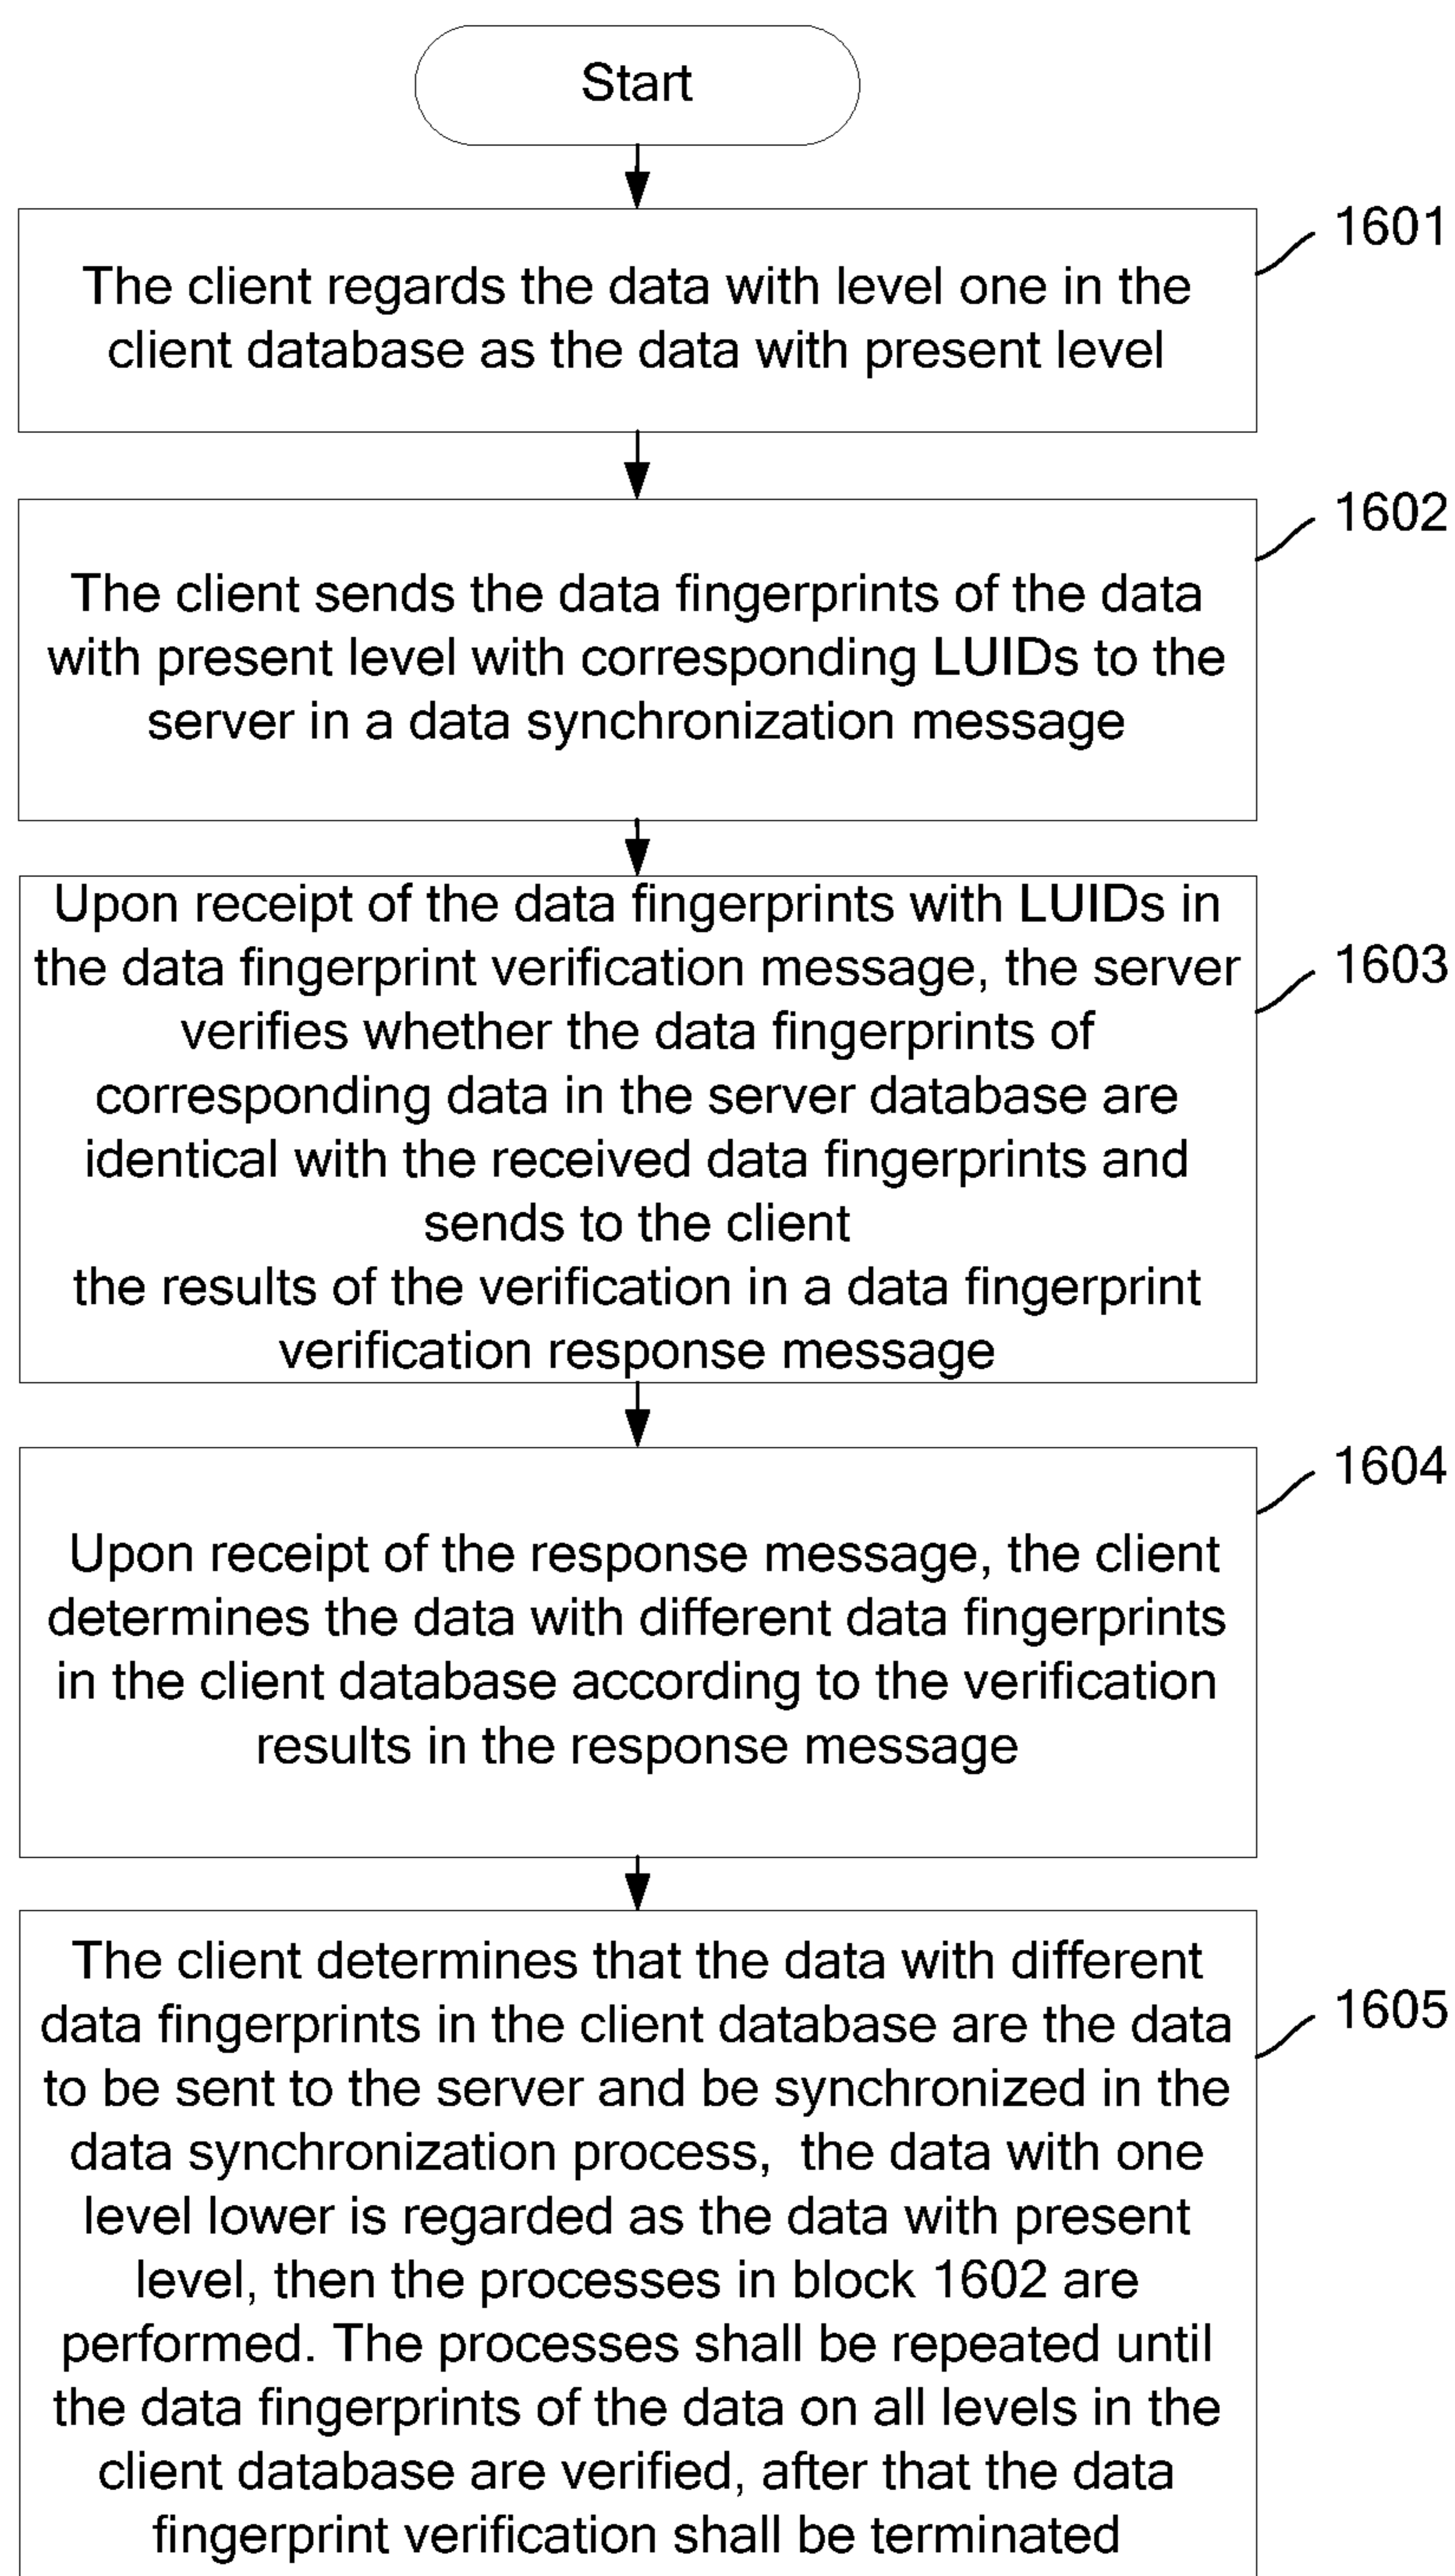 Start
1601
The client regards the data with level one in the
client database as the data with present level
1602
The client sends the data fingerprints of the data
with present level with corresponding LUIDs to the
server in a data synchronization message
Upon receipt of the data fingerprints with LUIDs in
the data fingerprint verification message, the server
1603
verifies whether the data fingerprints of
corresponding data in the server database are
identical with the received data fingerprints and
sends to the client
the results of the verification in a data fingerprint
verification response message
1604
Upon receipt of the response message, the client
determines the data with different data fingerprints
in the client database according to the verification
results in the response message
The client determines that the data with different
data fingerprints in the client database are the data
1605
to be sent to the server and be synchronized in the
data synchronization process, the data with one
level lower is regarded as the data with present
level, then the processes in block 1602 are
performed. The processes shall be repeated until
the data fingerprints of the data on all levels in the
client database are verified, after that the data
fingerprint verification shall be terminated